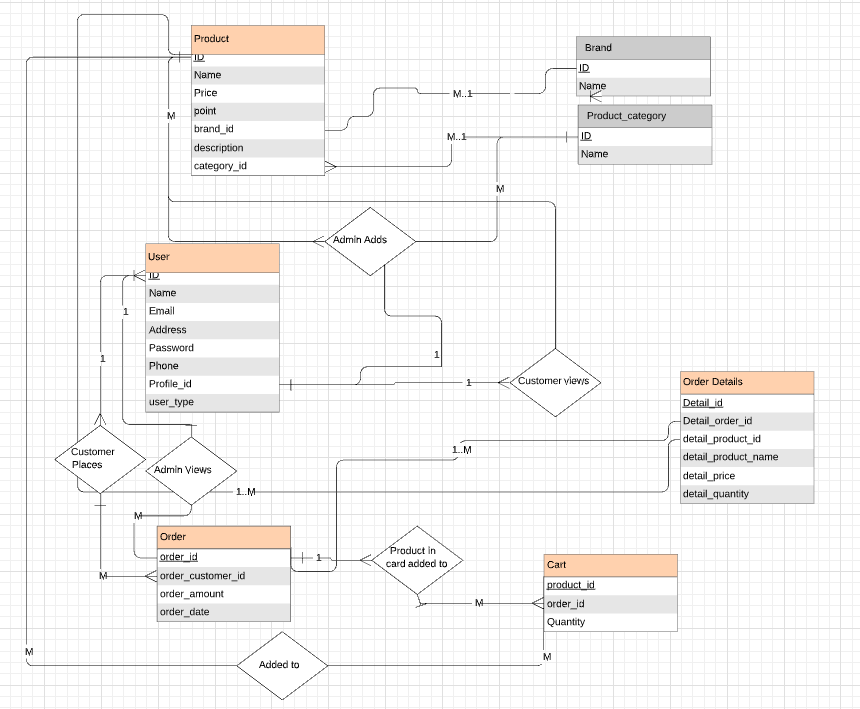 Product
ID
Name
Price
point
brand_id
description
category_id
Brand
ID
Name
Product_category
ID
Name
M..1
M..1
M
M
Admin Adds
User
ID
Name
Email
Address
Password
Phone
Profile_id
user_type
1
1
1
1
Customer views
Order Details
Detail_id
Detail_order_id
detail_product_id
detail_product_name
detail_price
detail_quantity
Customer
Places
Admin Views
1..M
1..M
M
M
Order
order_id
order_customer_id
order_amount
order_date
1
Product in
card added to
M
Cart
product_id
order_id
Quantity
M
M
Added to